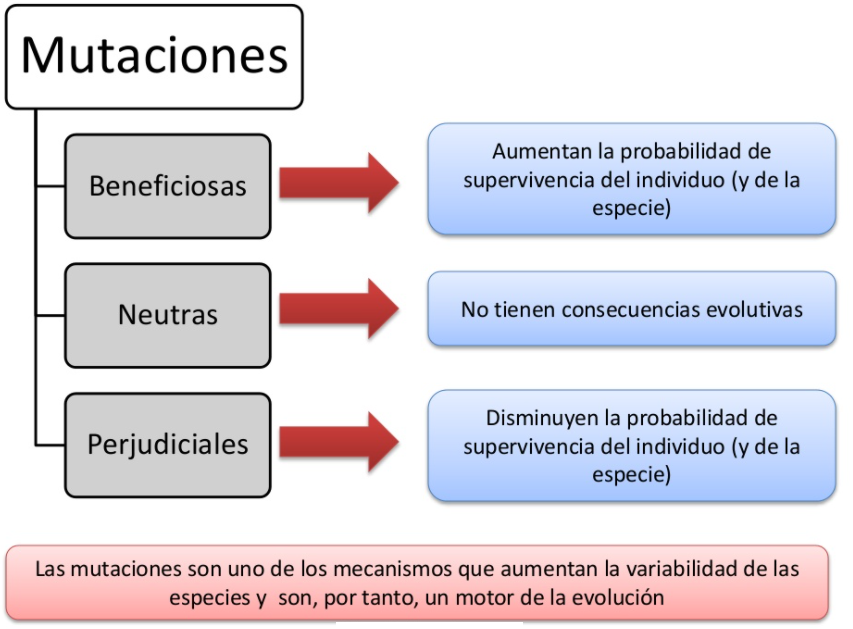 Mutaciones
Beneficiosas
Aumentan la probabilidad de
supervivencia del individuo (y de la
especie)
Neutras
No tienen consecuencias evolutivas
Perjudiciales
Disminuyen la probabilidad de
supervivencia del individuo (y de la
especie)
Las mutaciones son uno de los mecanismos que aumentan la variabilidad de las
especies y son, por tanto, un motor de la evolución